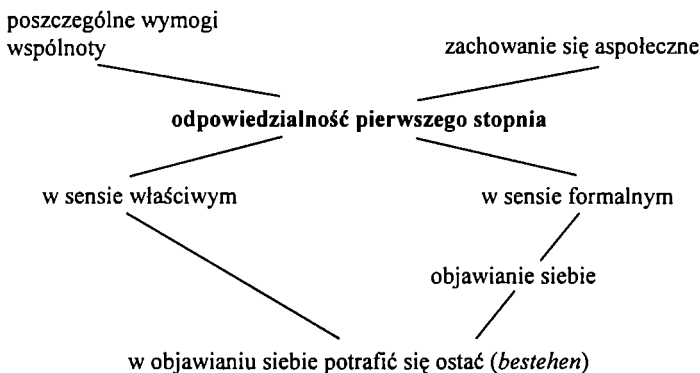 poszczególne wymogi
wspólnoty
zachowanie się aspołeczne
odpowiedzialność pierwszego stopnia
w sensie właściwym
w sensie formalnym
objawianie siebie
w objawianiu siebie potrafić się ostać (bestehen)